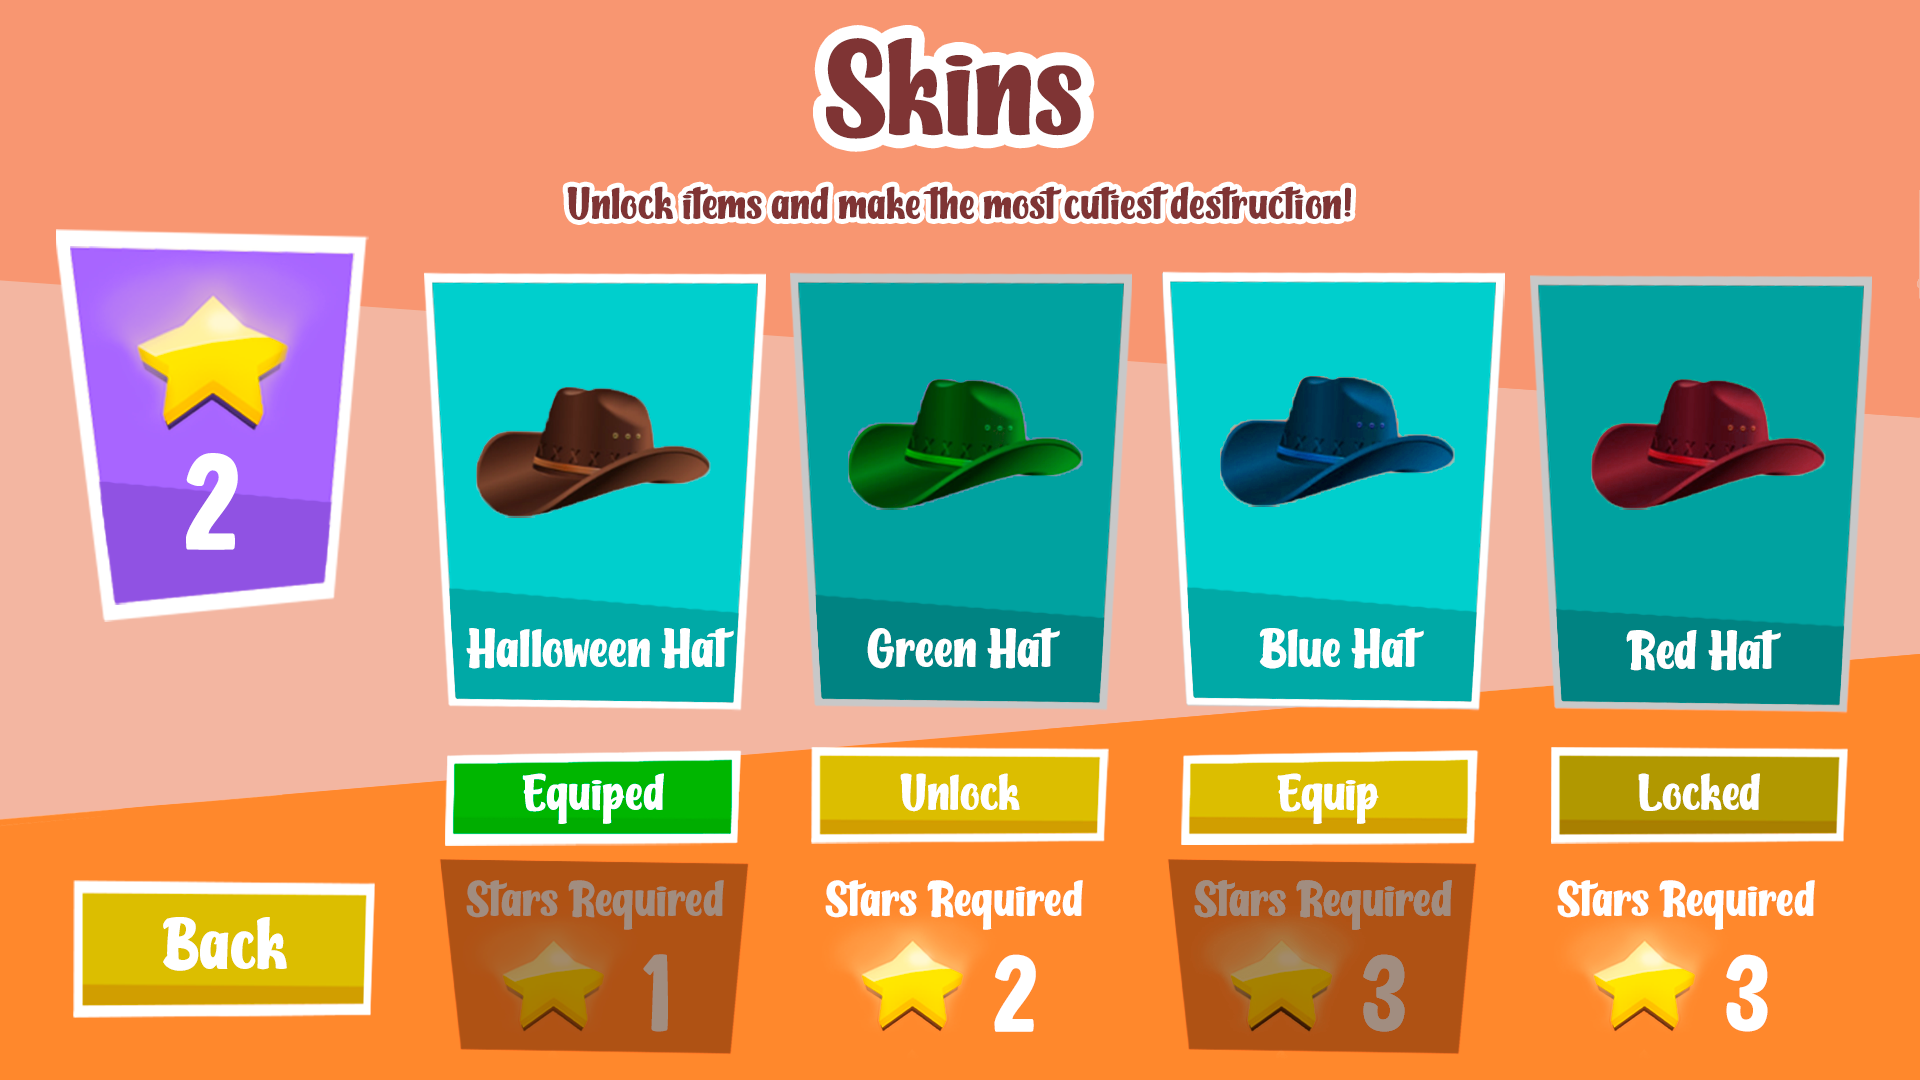 Skins
Unlock items and make the most cutiest destruction!
2
Halloween Hat
Green Hat
Blue Hat
Red Hat
Equiped
Unlock
Equip
Locked
Stars Required
1
Stars Required
2
Stars Required
3
Stars Required
3
Back